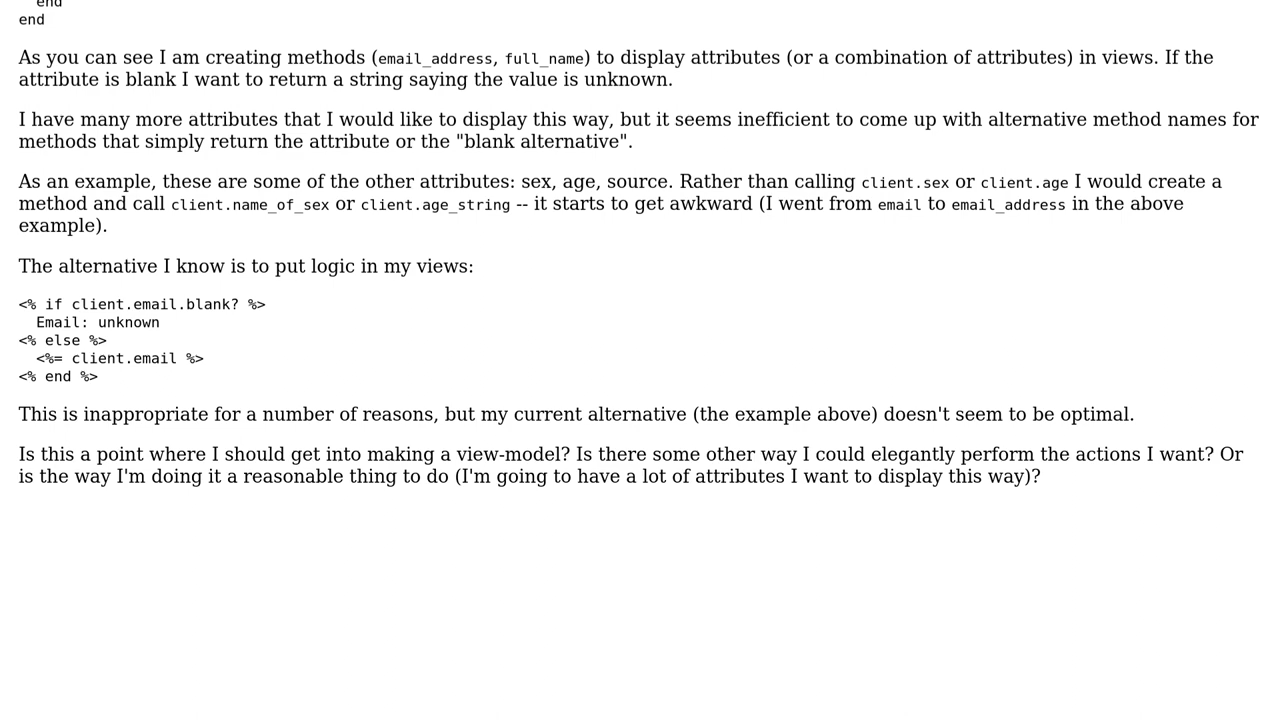 end
end
As you can see I am creating methods (email_address, full_name) to display attributes (or a combination of attributes) in views. If the
attribute is blank I want to return a string saying the value is unknown.
I have many more attributes that I would like to display this way, but it seems inefficient to come up with alternative method names for
methods that simply return the attribute or the "blank alternative".
As an example, these are some of the other attributes: sex, age, source. Rather than calling client.sex or client.age I would create a
method and call client.name_of_sex or client.age_string -- it starts to get awkward (I went from email to email_address in the above
example).
The alternative I know is to put logic in my views:
<% if client.email.blank? %>
  Email: unknown
<% else %>
  <%= client.email %>
<% end %>
This is inappropriate for a number of reasons, but my current alternative (the example above) doesn't seem to be optimal.
Is this a point where I should get into making a view-model? Is there some other way I could elegantly perform the actions I want? Or
is the way I'm doing it a reasonable thing to do (I'm going to have a lot of attributes I want to display this way)?